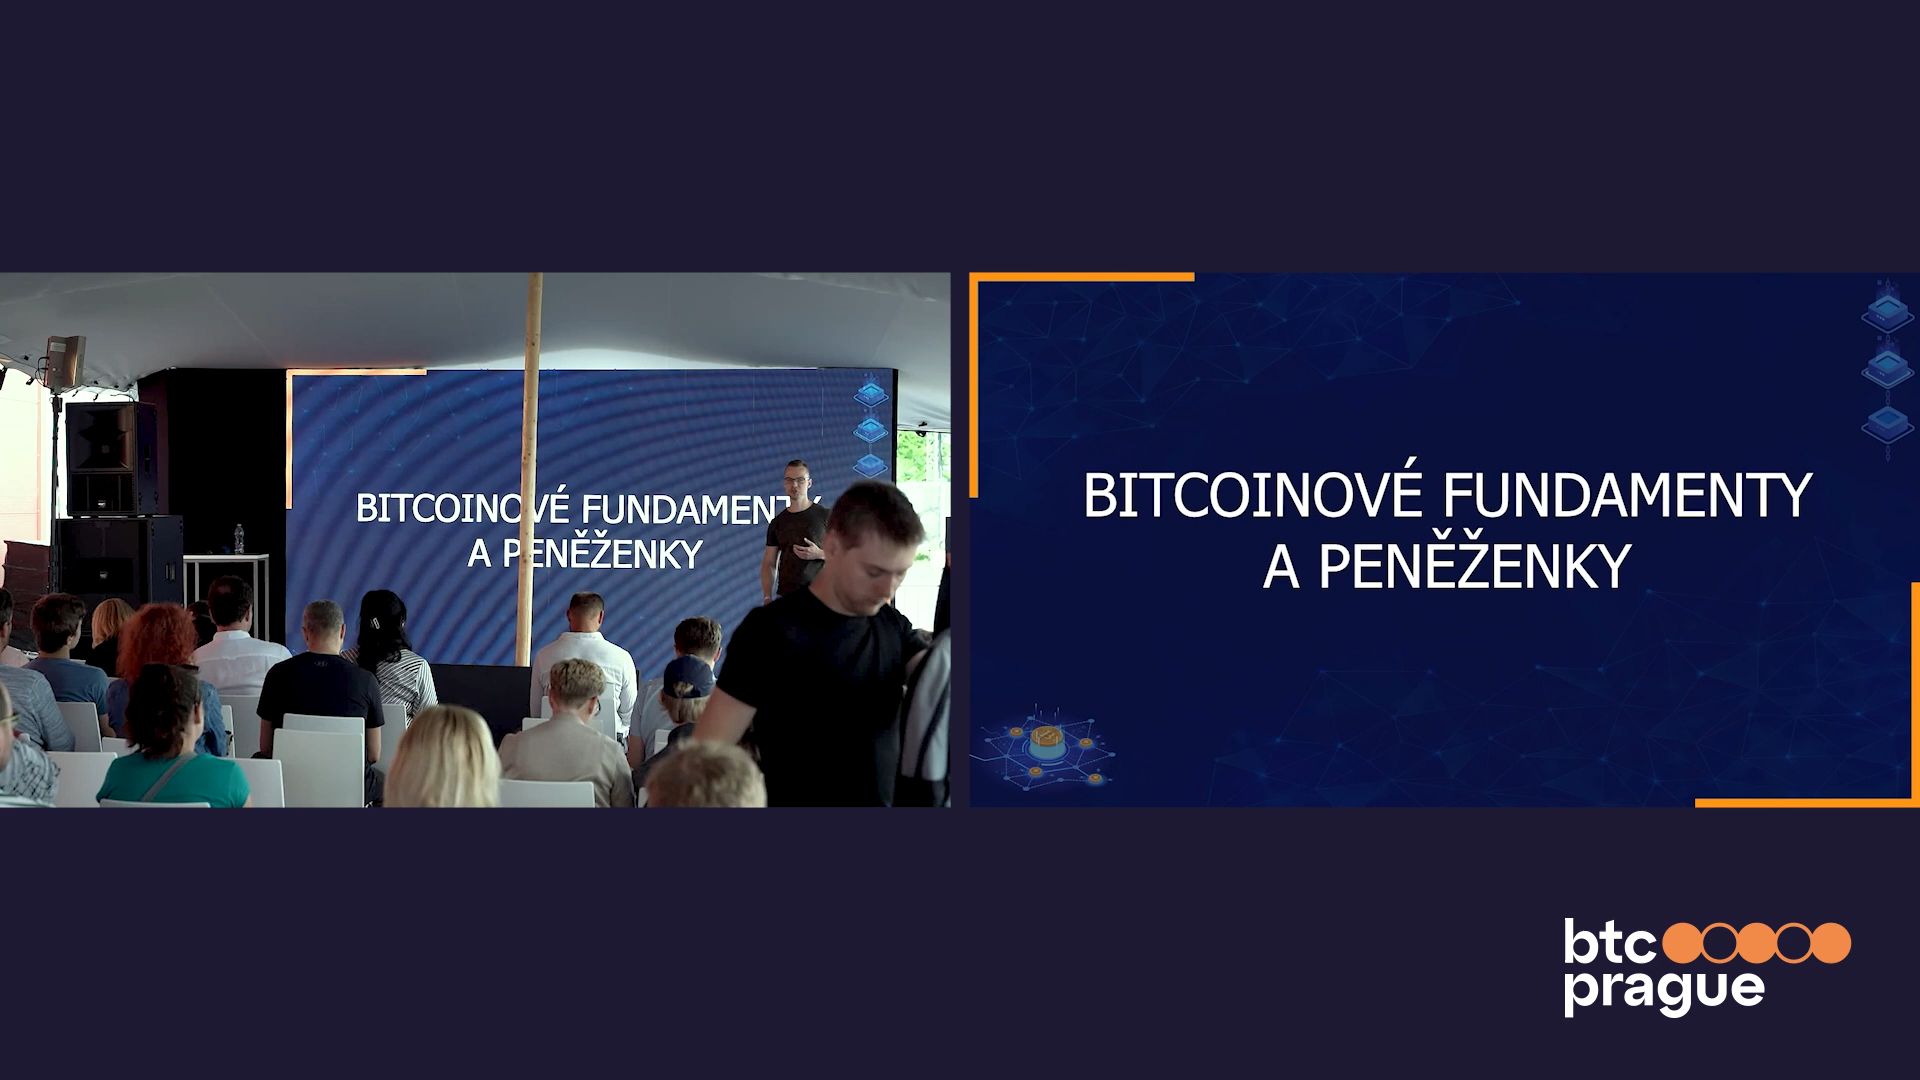 BITCOINOVÉ FUNDAMENTY
A PENĚŽENKY
BITCOINOVÉ FUNDAMENTY
A PENĚŽENKY
btc
prague